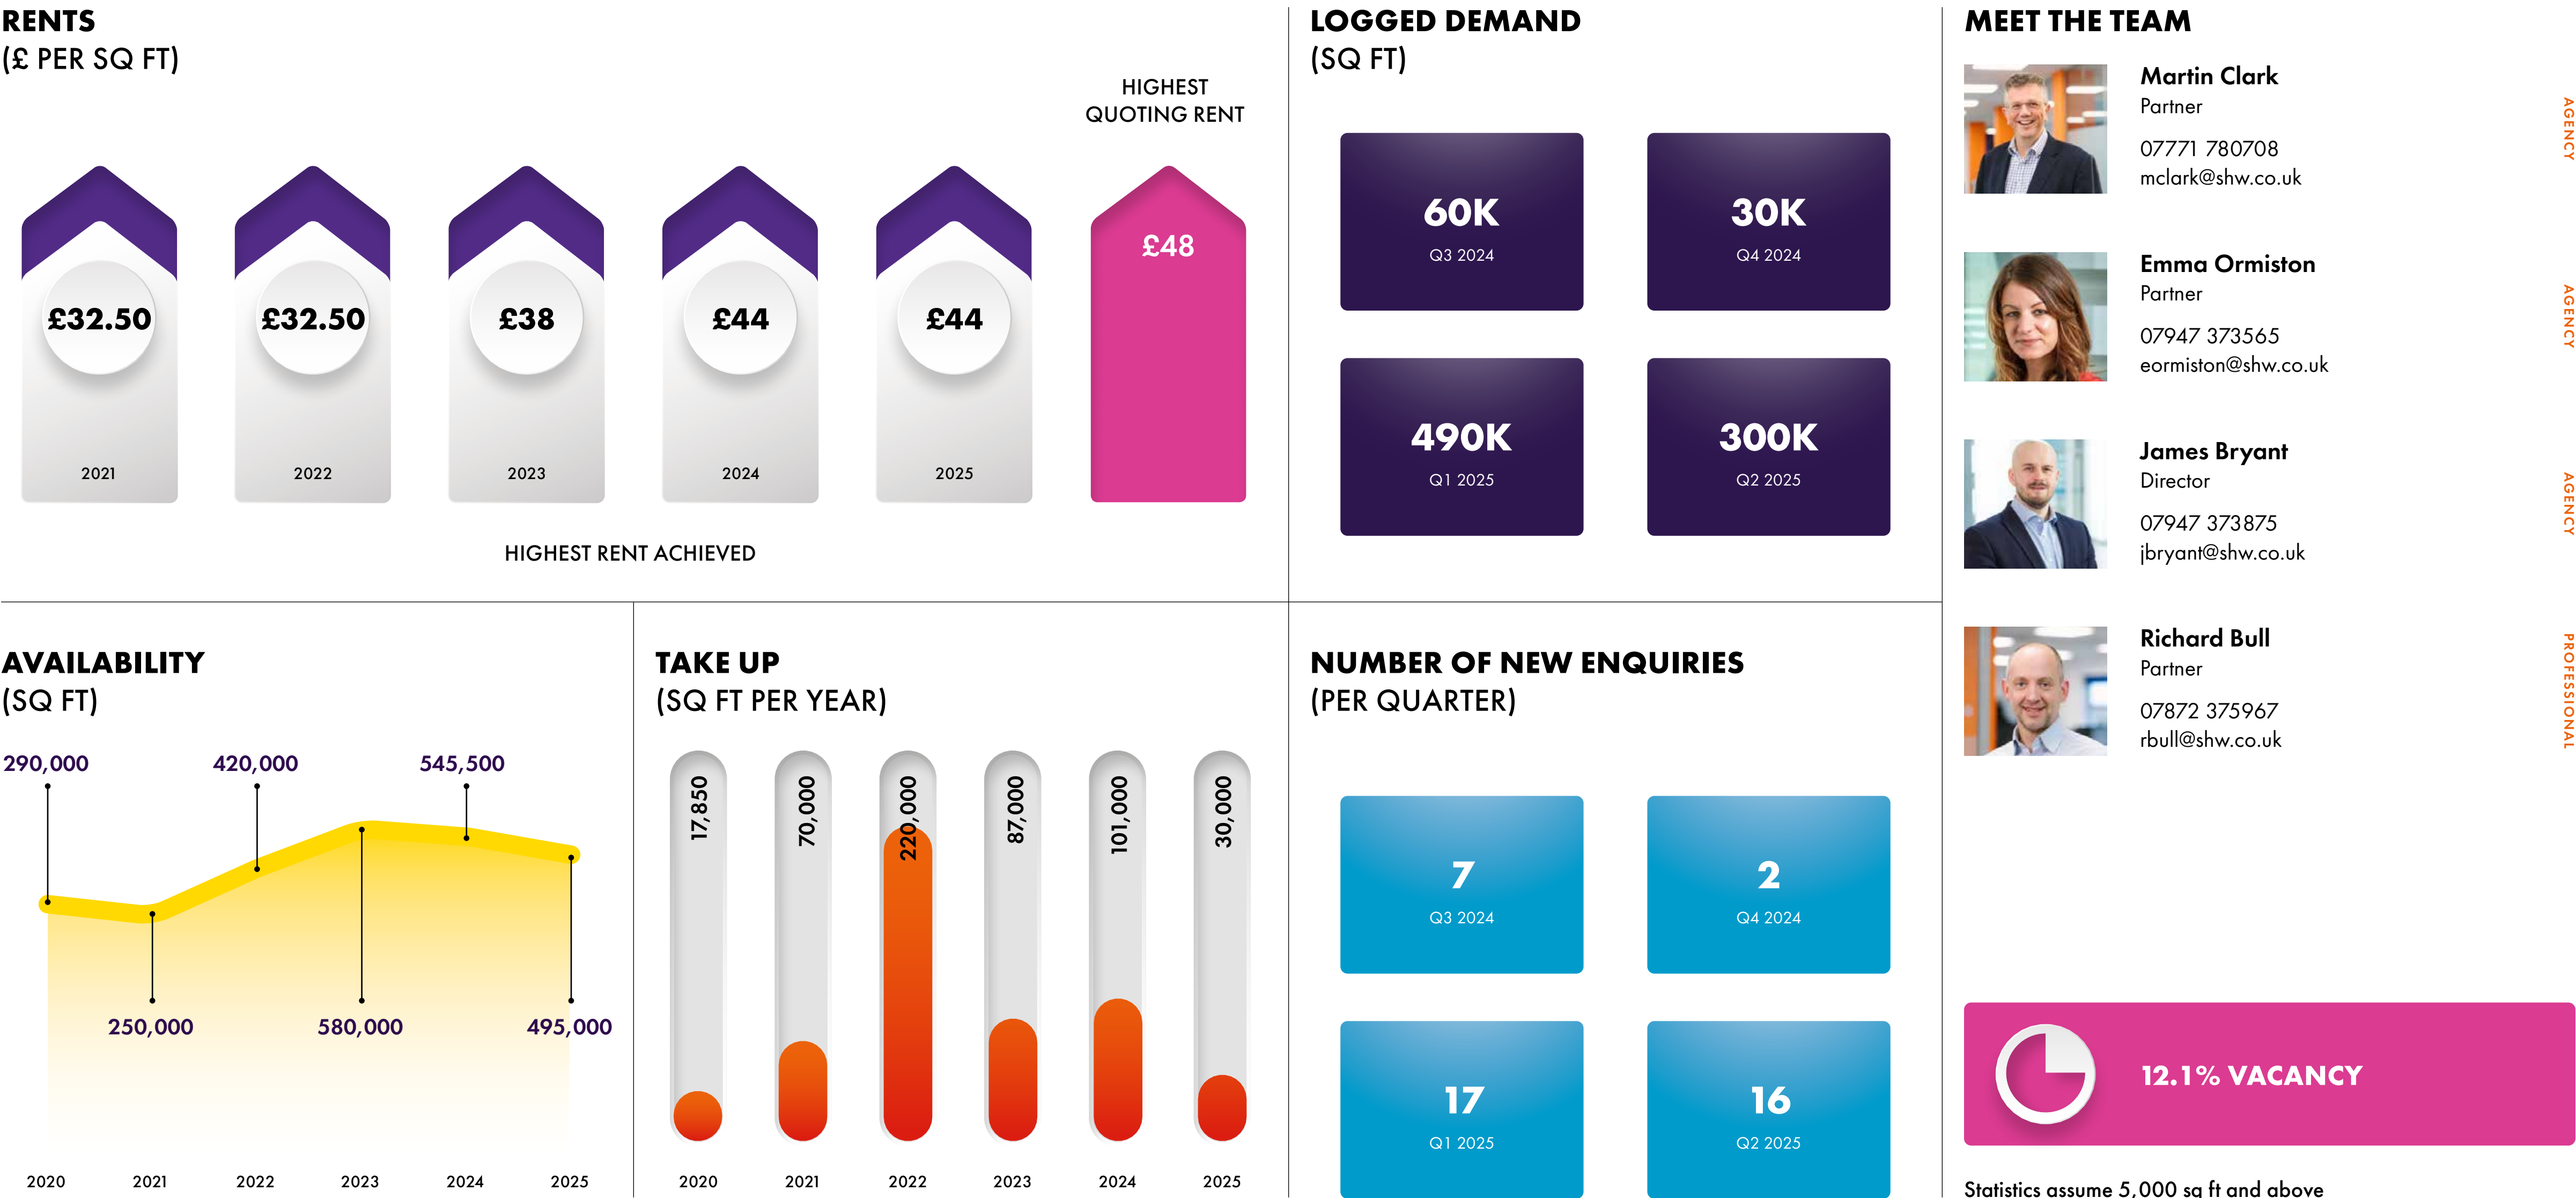 RENTS
(£ PER SQ FT)
HIGHEST
QUOTING RENT
£32.50
2021
£32.50
2022
£38
2023
£44
2024
£44
2025
£48
HIGHEST RENT ACHIEVED
LOGGED DEMAND
(SQ FT)
60K
Q3 2024
30K
Q4 2024
490K
Q1 2025
300K
Q2 2025
MEET THE TEAM
Martin Clark
Partner
07771 780708
mclark@shw.co.uk
AGENCY
Emma Ormiston
Partner
07947 373565
eormiston@shw.co.uk
AGENCY
James Bryant
Director
07947 373875
jbryant@shw.co.uk
AGENCY
Richard Bull
Partner
07872 375967
rbull@shw.co.uk
PROFESSIONAL
AVAILABILITY
(SQ FT)
290,000
420,000
545,500
250,000
580,000
495,000
2020
2021
2022
2023
2024
2025
TAKE UP
(SQ FT PER YEAR)
17,850
70,000
220,000
87,000
101,000
30,000
2020
2021
2022
2023
2024
2025
NUMBER OF NEW ENQUIRIES
(PER QUARTER)
7
Q3 2024
2
Q4 2024
17
Q1 2025
16
Q2 2025
12.1% VACANCY
Statistics assume 5,000 sq ft and above